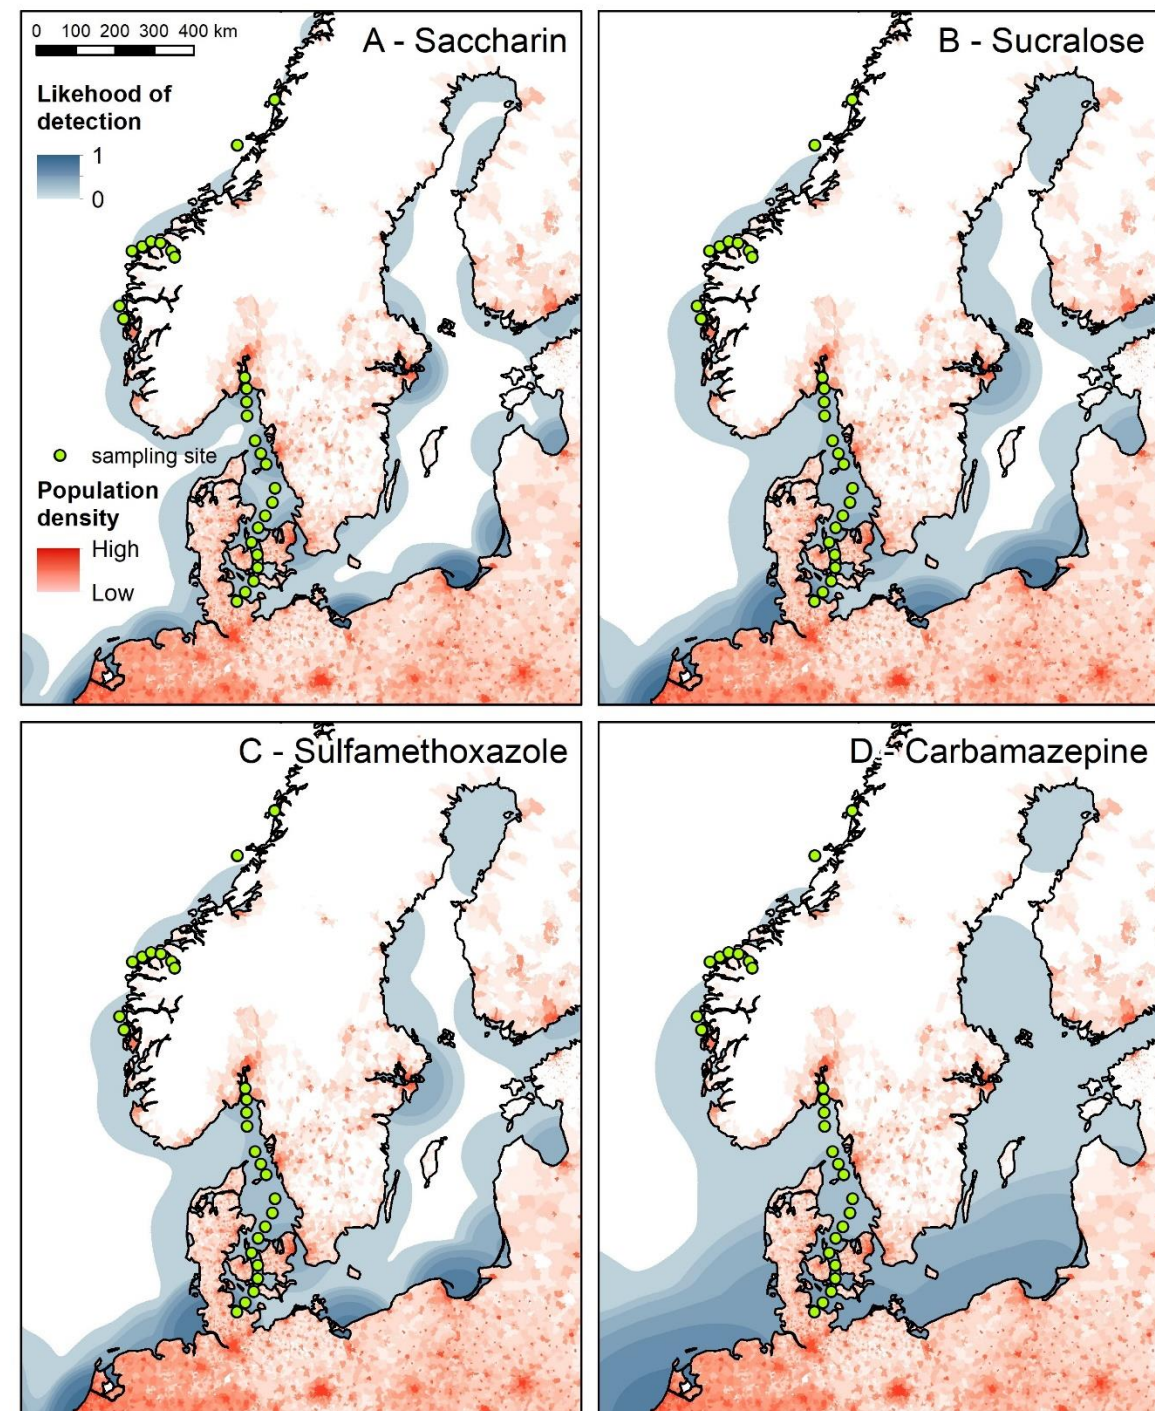 0 100 200 300 400 km
A - Saccharin
Likehood of
detection
1
0
sampling site
Population
density
High
Low
B - Sucralose
C - Sulfamethoxazole
D - Carbamazepine